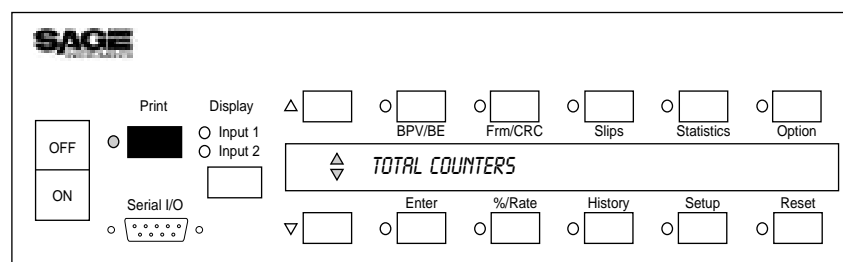 SAGE
INSTRUMENTS
Print
Display
BPV/BE
Frm/CRC
Slips
Statistics
Option
Input 1
Input 2
OFF
ON
TOTAL COUNTERS
Serial I/O
Enter
%/Rate
History
Setup
Reset